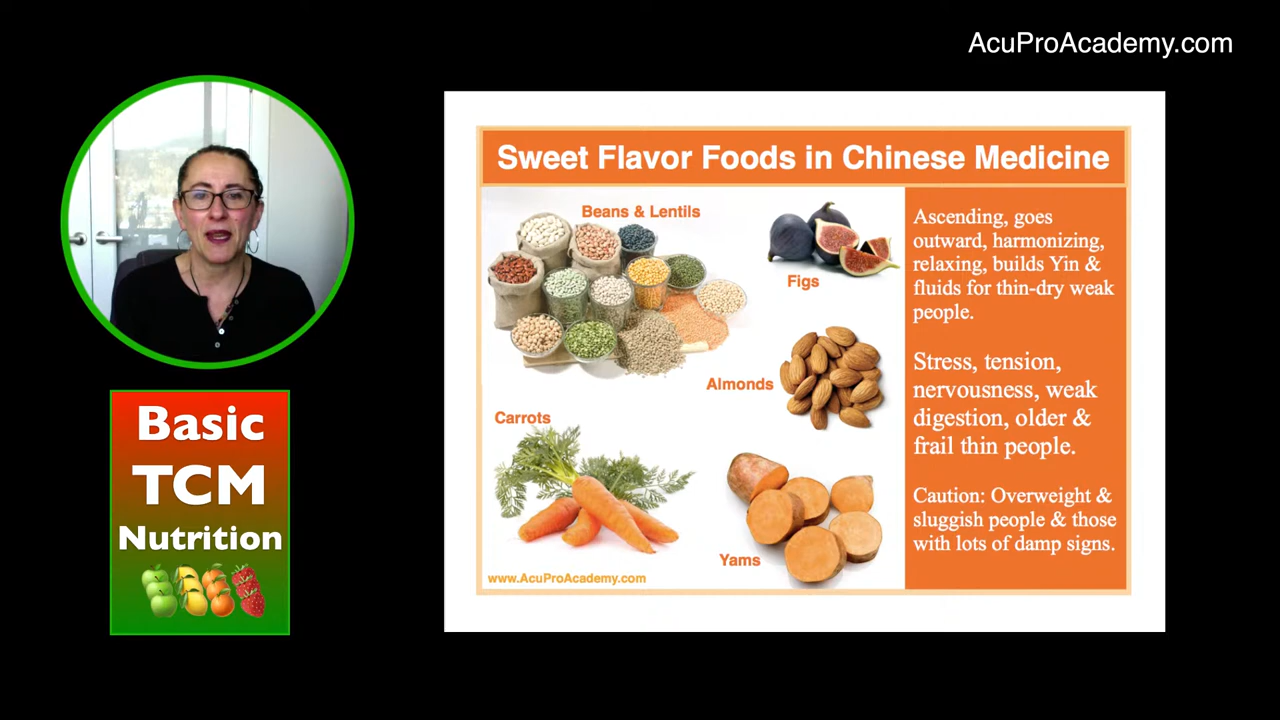 AcuProAcademy.com
Basic
TCM
Nutrition
Sweet Flavor Foods in Chinese Medicine
Beans & Lentils
Figs
Almonds
Carrots
Yams
www.AcuProAcademy.com
Ascending, goes
outward, harmonizing,
relaxing, builds Yin &
fluids for thin-dry weak
people.
Stress, tension,
nervousness, weak
digestion, older &
frail thin people.
Caution: Overweight &
sluggish people & those
with lots of damp signs.